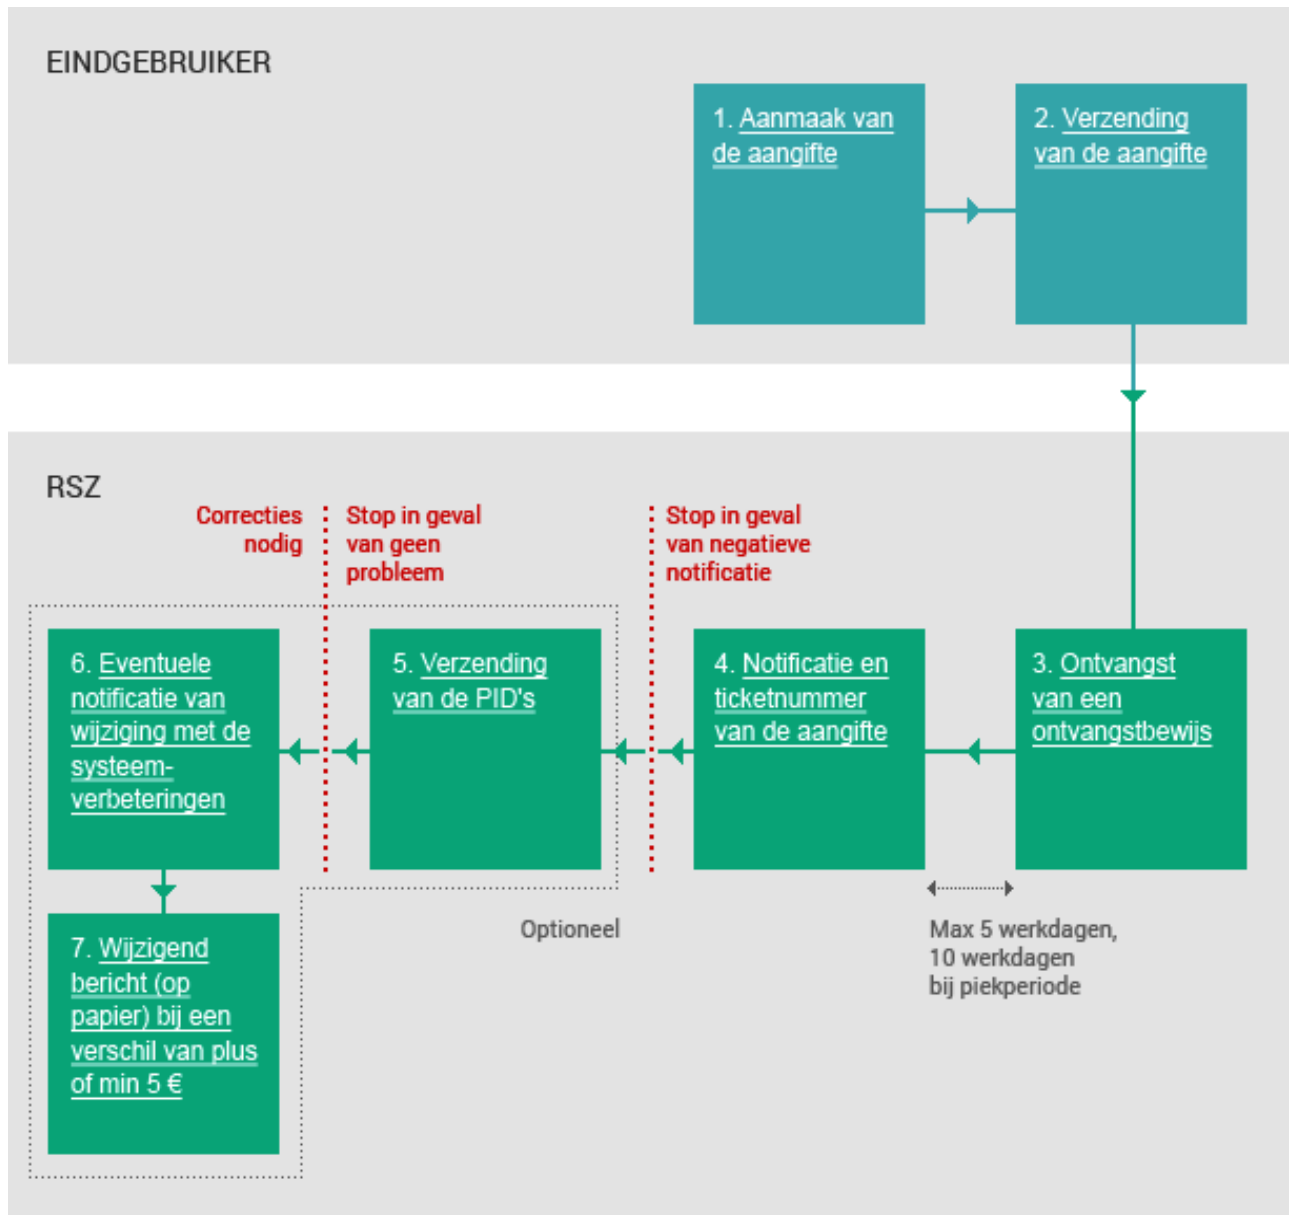 EINDGEBRUIKER
1. Aanmaak van
de aangifte
2. Verzending
van de aangifte
RSZ
Correcties
nodig
Stop in geval
van geen
probleem
Stop in geval
van negatieve
notificatie
6. Eventuele
notificatie van
wijziging met de
systeem-
verbeteringen
5. Verzending
van de PID's
4. Notificatie en
ticketnummer
van de aangifte
3. Ontvangst
van een
ontvangstbewijs
7. Wijzigend
bericht (op
papier) bij een
verschil van plus
of min 5 €
Optioneel
Max 5 werkdagen,
10 werkdagen
bij piekperiode